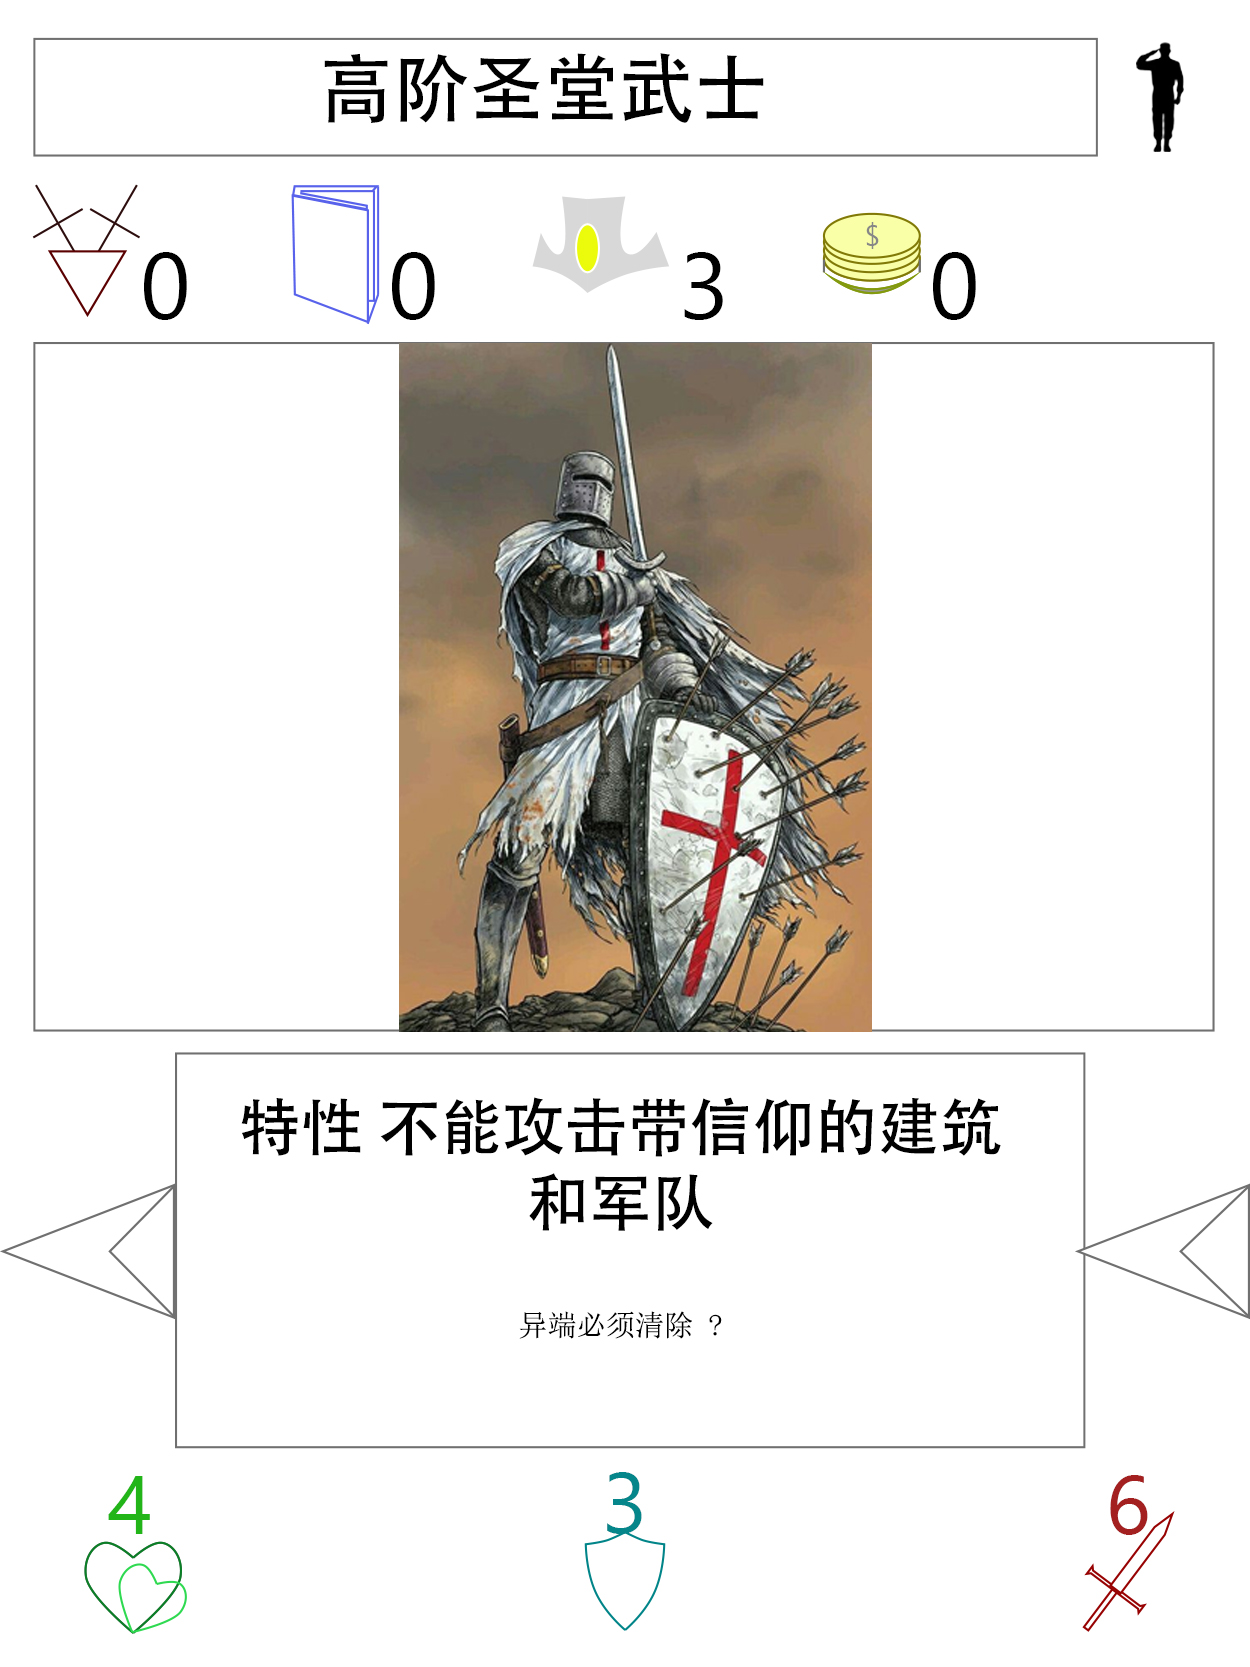 高阶圣堂武士
0 0 3 $ 0
特性 不能攻击带信仰的建筑
和军队
异端必须清除 ?
4 3 6